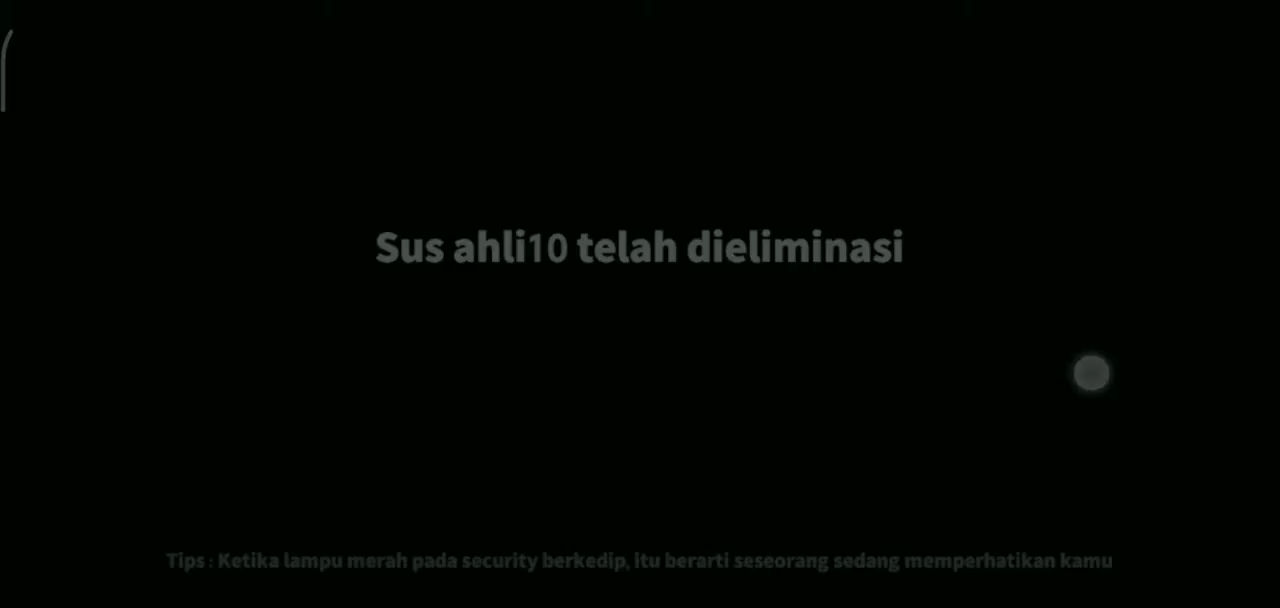 Sus ahli10 telah dieliminasi
Tips : Ketika lampu merah pada security berkedip, itu berarti seseorang sedang memperhatikan kamu